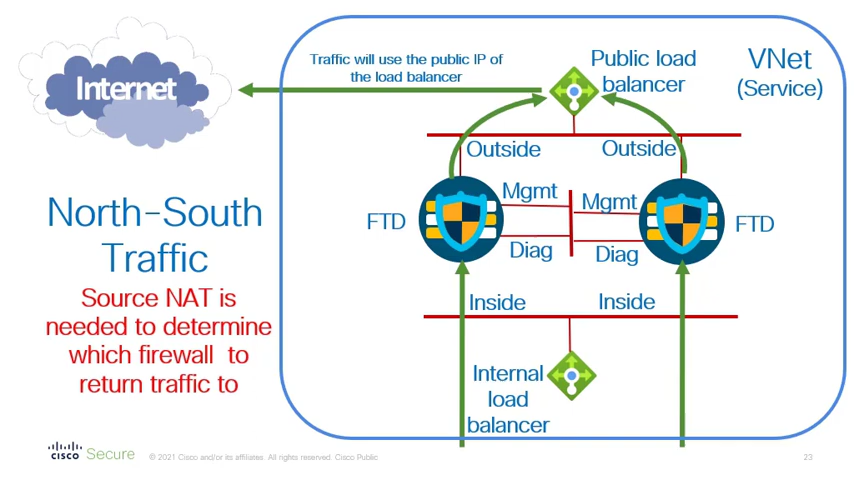 Internet
Traffic will use the public IP of
the load balancer
Public load
balancer
VNet
(Service)
Outside
Outside
North-South
Traffic
Mgmt
Mgmt
FTD
FTD
Diag
Diag
Source NAT is
needed to determine
which firewall to
return traffic to
Inside
Inside
Internal
load
balancer
CISCO Secure
© 2021 Cisco and/or its affiliates. All rights reserved. Cisco Public
23